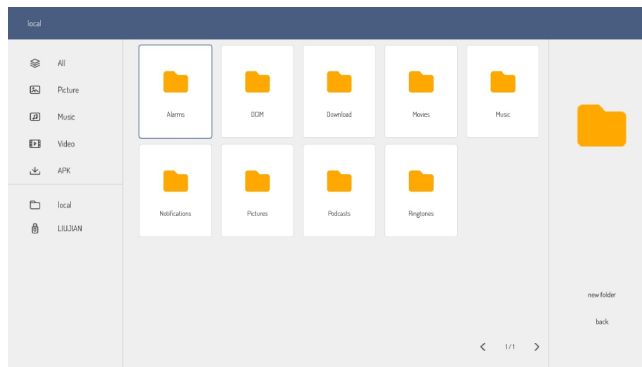 local
All
Picture
Music
Video
APK
local
LIUJIAN
Alarms
DCIM
Download
Movies
Music
Notifications
Pictures
Podcasts
Ringtones
new folder
back
1/1